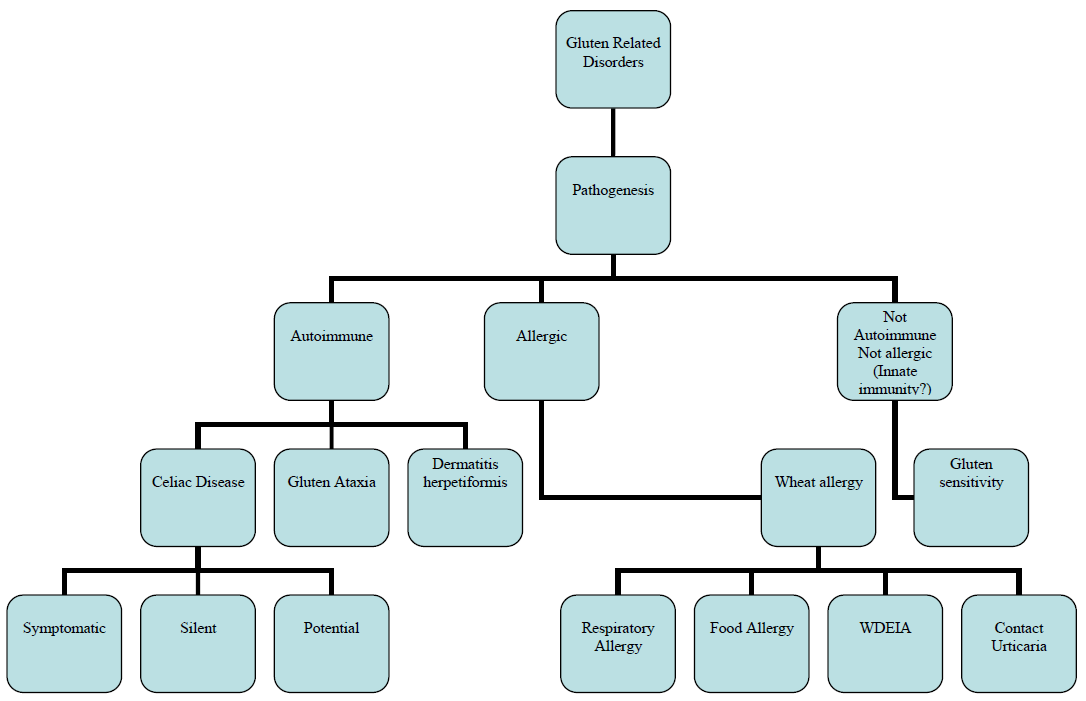 Gluten Related
Disorders
Pathogenesis
Autoimmune
Allergic
Not
Autoimmune
Not allergic
(Innate
immunity?)
Celiac Disease
Gluten Ataxia
Dermatitis
herpetiformis
Wheat allergy
Gluten
sensitivity
Symptomatic
Silent
Potential
Respiratory
Allergy
Food Allergy
WDEIA
Contact
Urticaria